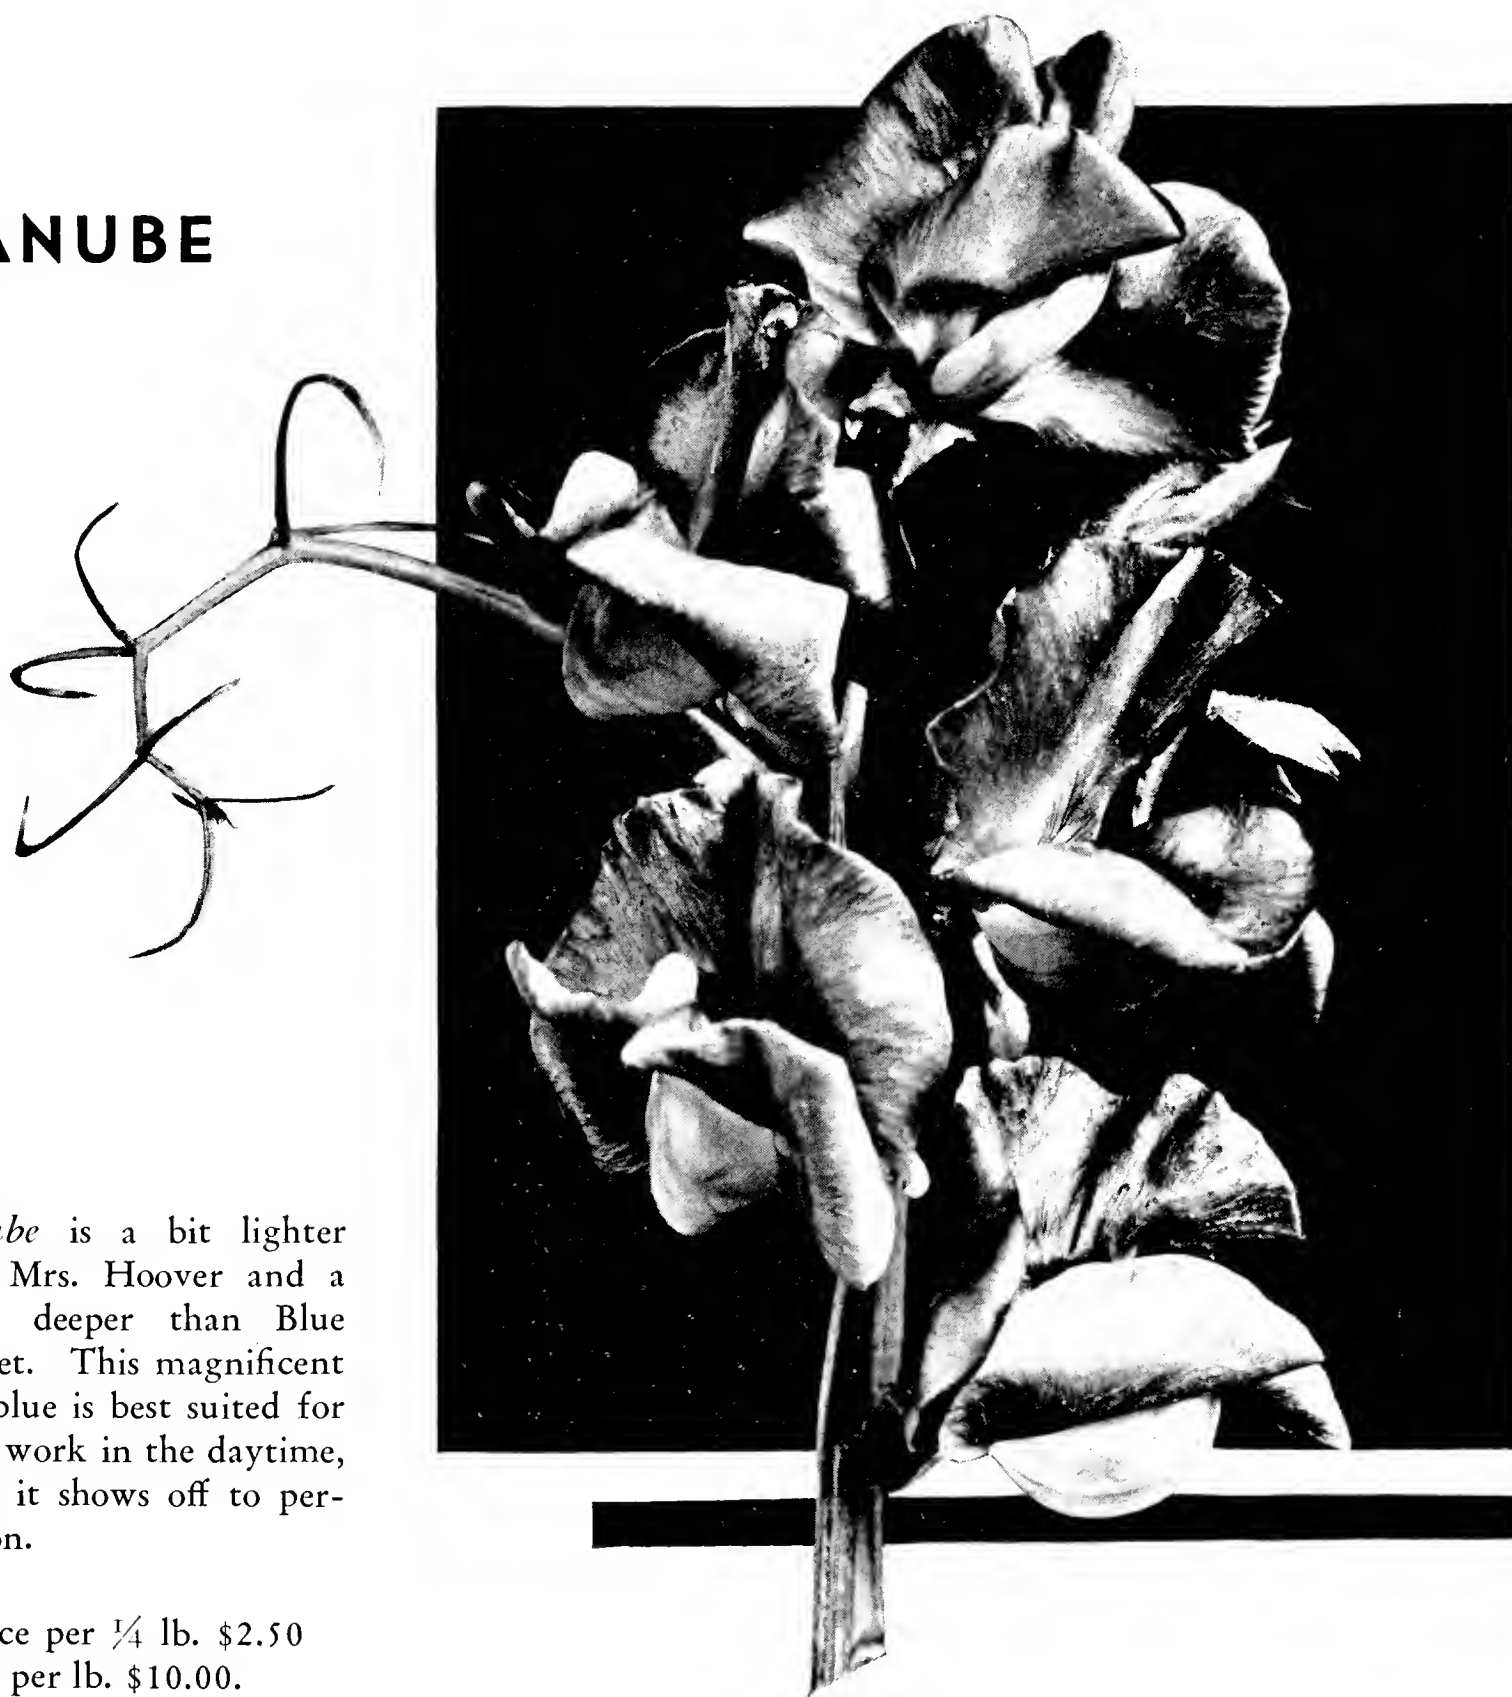 ANUBE
be is a bit lighter
Mrs. Hoover and a
deeper than Blue
et. This magnificent
blue is best suited for
work in the daytime,
it shows off to per-
on.
ce per ¼ lb. $2.50
per lb. $10.00.